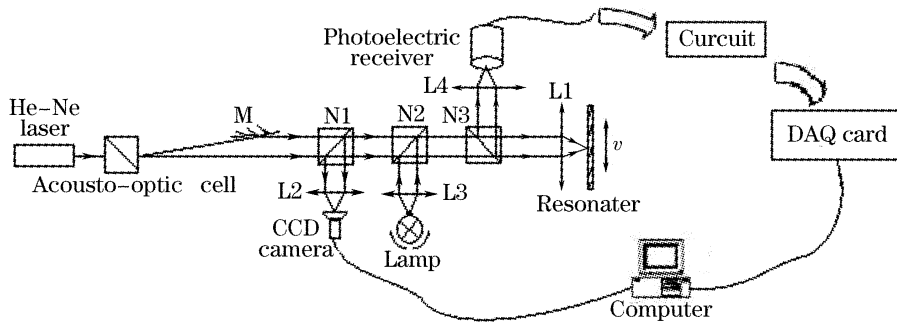 Photoelectric
receiver
Curcuit
He-Ne
laser
M
N1
N2
N3
L4
L1
v
DAQ card
Acousto-optic cell
L2
L3
CCD
camera
Lamp
Resonater
Computer